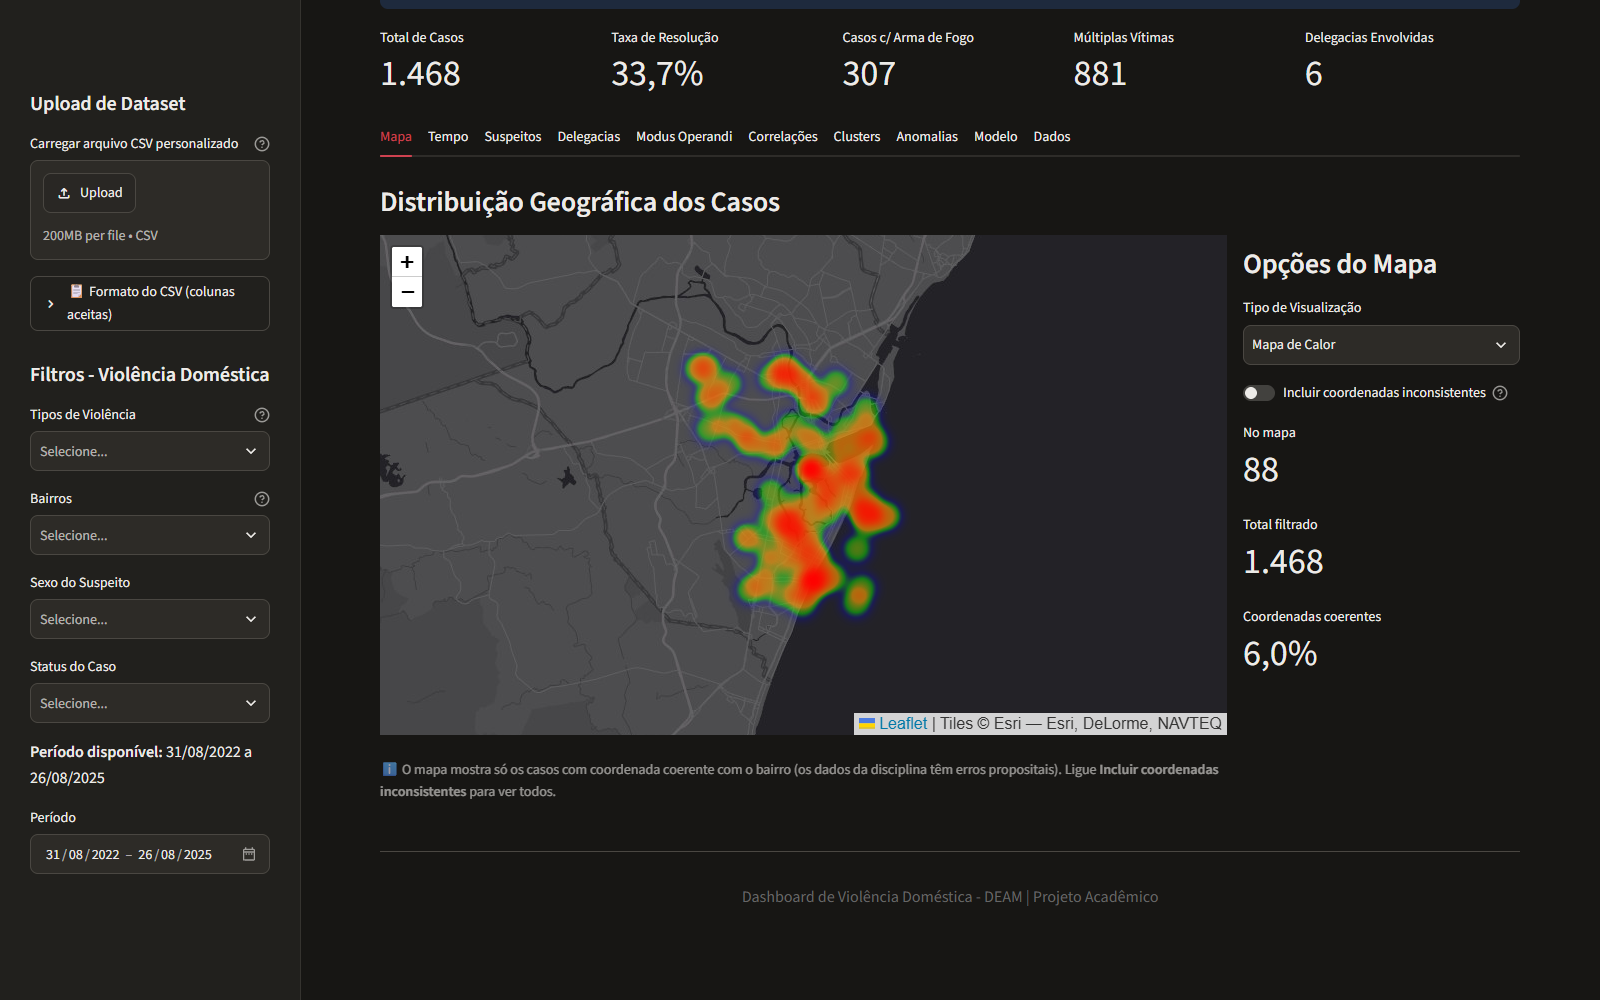 Upload de Dataset
Carregar arquivo CSV personalizado
Upload
200MB per file • CSV
Formato do CSV (colunas
aceitas)
Filtros - Violência Doméstica
Tipos de Violência
Selecione...
Bairros
Selecione...
Sexo do Suspeito
Selecione...
Status do Caso
Selecione...
Período disponível: 31/08/2022 a
26/08/2025
Período
31/08/2022 – 26/08/2025
Total de Casos
1.468
Taxa de Resolução
33,7%
Casos c/ Arma de Fogo
307
Múltiplas Vítimas
881
Delegacias Envolvidas
6
Mapa Tempo Suspeitos Delegacias Modus Operandi Correlações Clusters Anomalias Modelo Dados
Distribuição Geográfica dos Casos
+
−
Leaflet | Tiles © Esri — Esri, DeLorme, NAVTEQ
Opções do Mapa
Tipo de Visualização
Mapa de Calor
Incluir coordenadas inconsistentes
No mapa
88
Total filtrado
1.468
Coordenadas coerentes
6,0%
O mapa mostra só os casos com coordenada coerente com o bairro (os dados da disciplina têm erros propositais). Ligue Incluir coordenadas
inconsistentes para ver todos.
Dashboard de Violência Doméstica - DEAM | Projeto Acadêmico